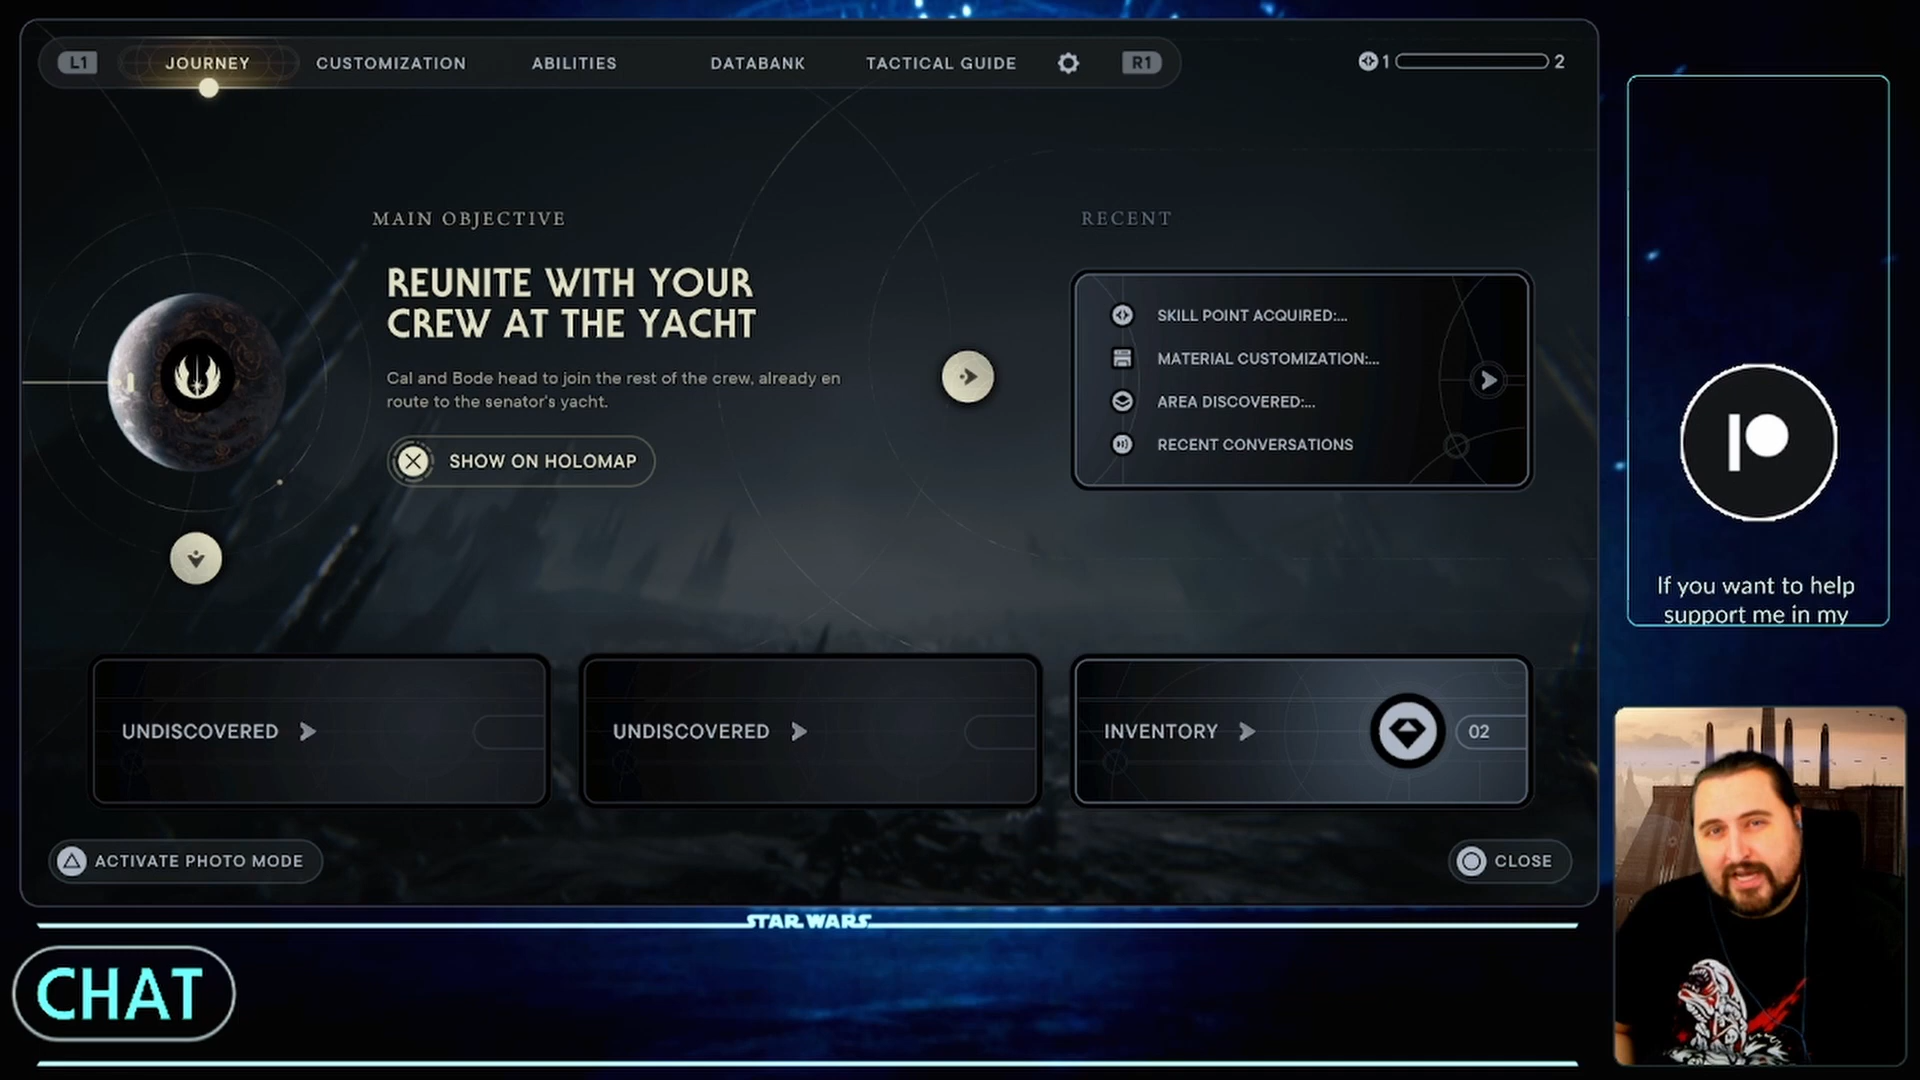 L1
JOURNEY
CUSTOMIZATION
ABILITIES
DATABANK
TACTICAL GUIDE
R1
1
2
MAIN OBJECTIVE
REUNITE WITH YOUR
CREW AT THE YACHT
Cal and Bode head to join the rest of the crew, already en
route to the senator's yacht.
SHOW ON HOLOMAP
RECENT
SKILL POINT ACQUIRED:...
MATERIAL CUSTOMIZATION:...
AREA DISCOVERED:...
RECENT CONVERSATIONS
If you want to help
support me in my
UNDISCOVERED
UNDISCOVERED
INVENTORY
02
ACTIVATE PHOTO MODE
CLOSE
STAR WARS
CHAT